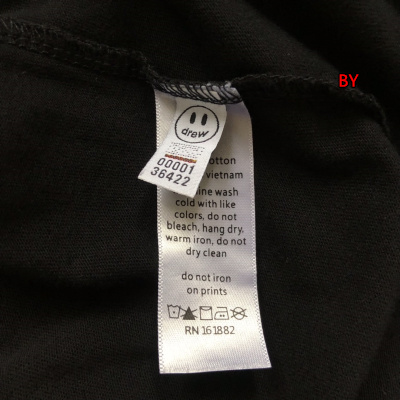 BY
drew
00001
36422
cotton
vietnam
ine wash
cold with like
colors, do not
bleach, hang dry.
warm iron, do not
dry clean
do not iron
on prints
RN 161882